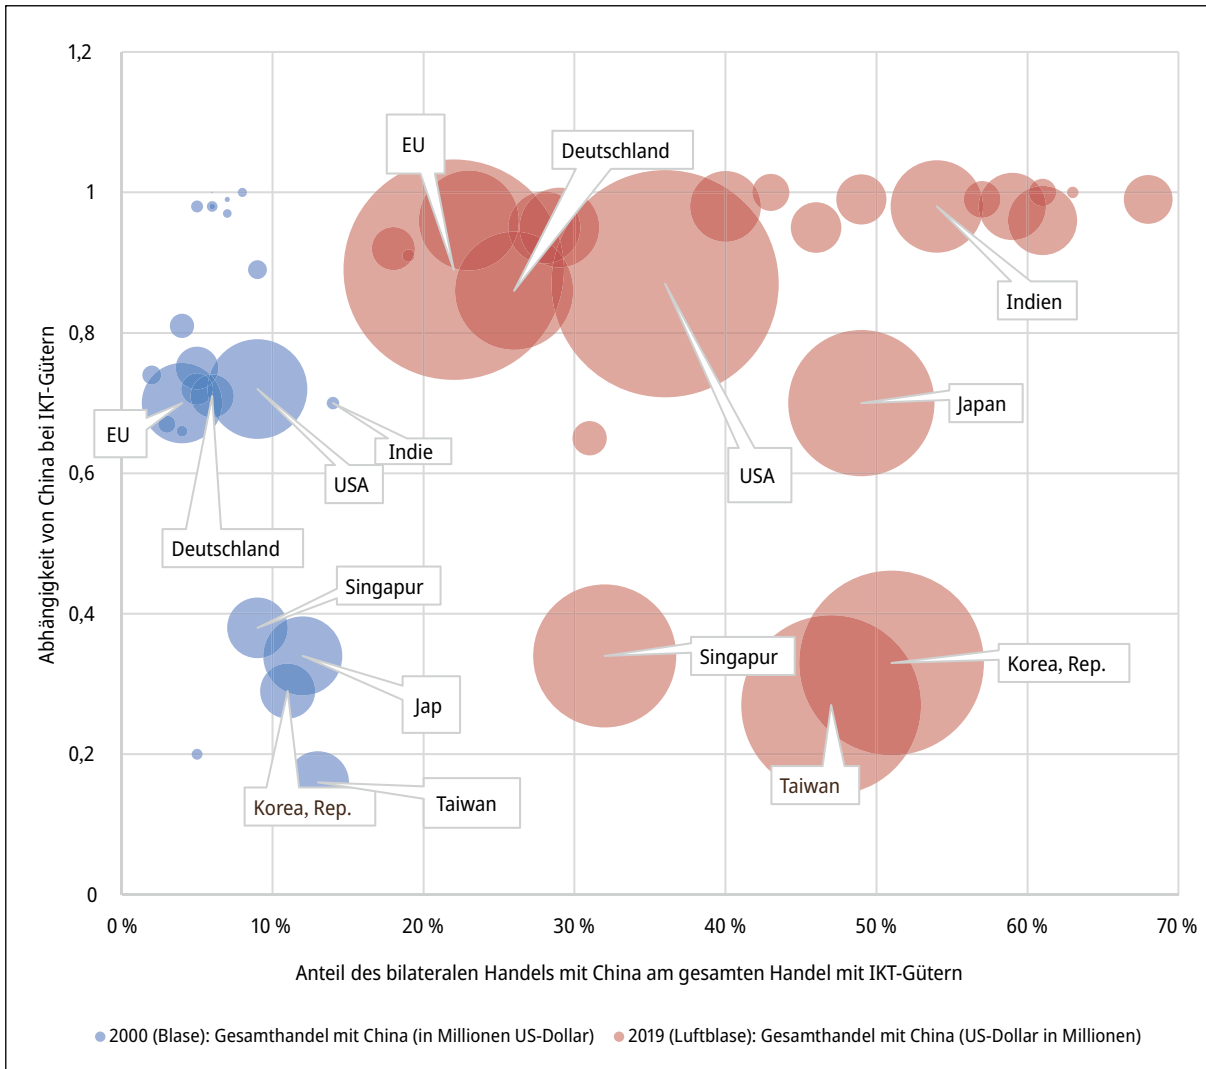 1,2
1
0,8
0,6
0,4
0,2
0
Abhängigkeit von China bei IKT-Gütern
EU
Deutschland
Indien
Japan
USA
EU
Indie
USA
Deutschland
Singapur
Singapur
Korea, Rep.
Jap
Taiwan
Korea, Rep.
Taiwan
0 % 10 % 20 % 30 % 40 % 50 % 60 % 70 %
Anteil des bilateralen Handels mit China am gesamten Handel mit IKT-Gütern
2000 (Blase): Gesamthandel mit China (in Millionen US-Dollar) 2019 (Luftblase): Gesamthandel mit China (US-Dollar in Millionen)